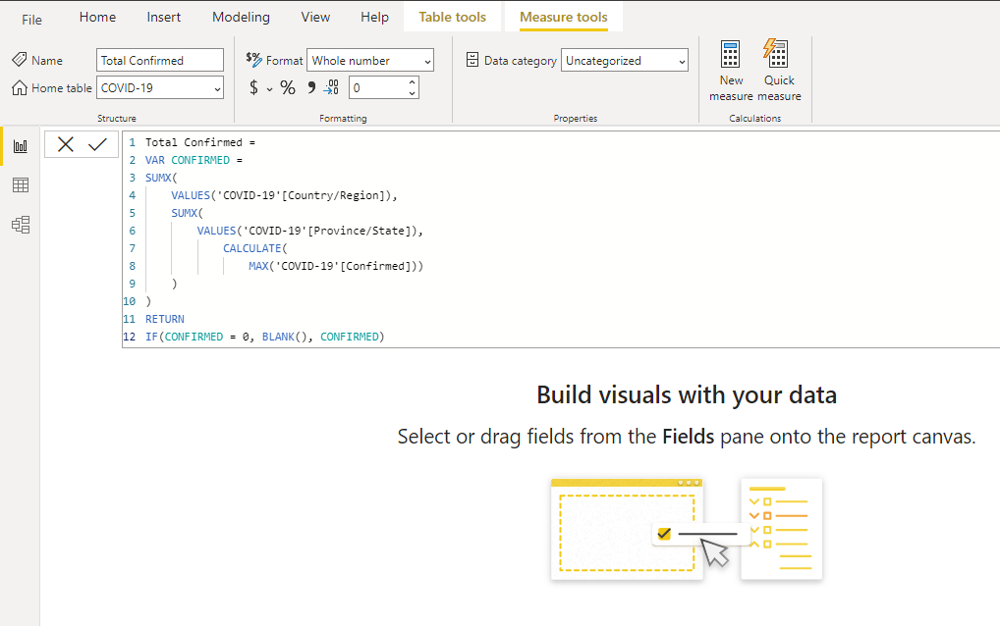 File Home Insert Modeling View Help Table tools Measure tools
Name Total Confirmed
Home table COVID-19
Structure
$% Format Whole number
$ % 0
Formatting
Data category Uncategorized
Properties
New measure
Quick measure
Calculations
1 Total Confirmed =
2 VAR CONFIRMED =
3 SUMX(
4 VALUES('COVID-19'[Country/Region]),
5 SUMX(
6 VALUES('COVID-19'[Province/State]),
7 CALCULATE(
8 MAX('COVID-19'[Confirmed]))
9 )
10 )
11 RETURN
12 IF(CONFIRMED = 0, BLANK(), CONFIRMED)
Build visuals with your data
Select or drag fields from the Fields pane onto the report canvas.